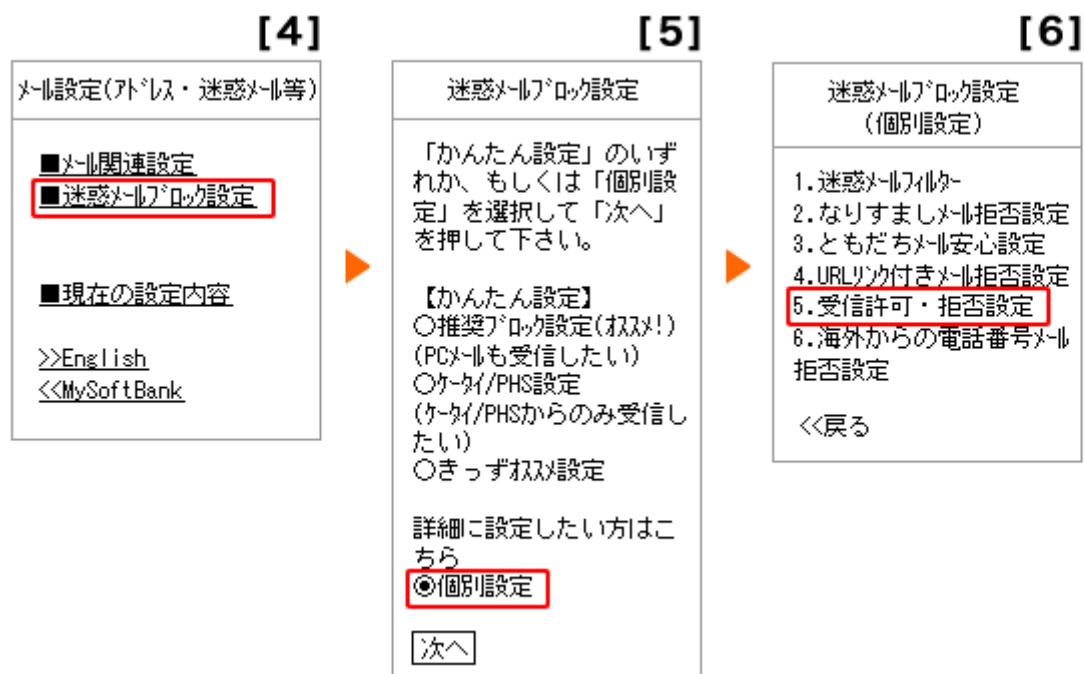 [4]
ﾒｰﾙ設定(ｱﾄﾞﾚｽ・迷惑ﾒｰﾙ等)
■ﾒｰﾙ関連設定
■迷惑ﾒｰﾙﾌﾞﾛｯｸ設定
■現在の設定内容
>>English
<<MySoftBank
[5]
迷惑ﾒｰﾙﾌﾞﾛｯｸ設定
「かんたん設定」のいず
れか、もしくは「個別設
定」を選択して「次へ」
を押して下さい。
【かんたん設定】
○推奨ﾌﾞﾛｯｸ設定(ｵｽｽﾒ!)
(PCﾒｰﾙも受信したい)
○ｹｰﾀｲ/PHS設定
(ｹｰﾀｲ/PHSからのみ受信し
たい)
○きっずｵｽｽﾒ設定
詳細に設定したい方はこ
ちら
◉個別設定
次へ
[6]
迷惑ﾒｰﾙﾌﾞﾛｯｸ設定
(個別設定)
1.迷惑ﾒｰﾙﾌｨﾙﾀｰ
2.なりすましﾒｰﾙ拒否設定
3.ともだちﾒｰﾙ安心設定
4.URLﾘﾝｸ付きﾒｰﾙ拒否設定
5.受信許可・拒否設定
6.海外からの電話番号ﾒｰﾙ
拒否設定
<<戻る